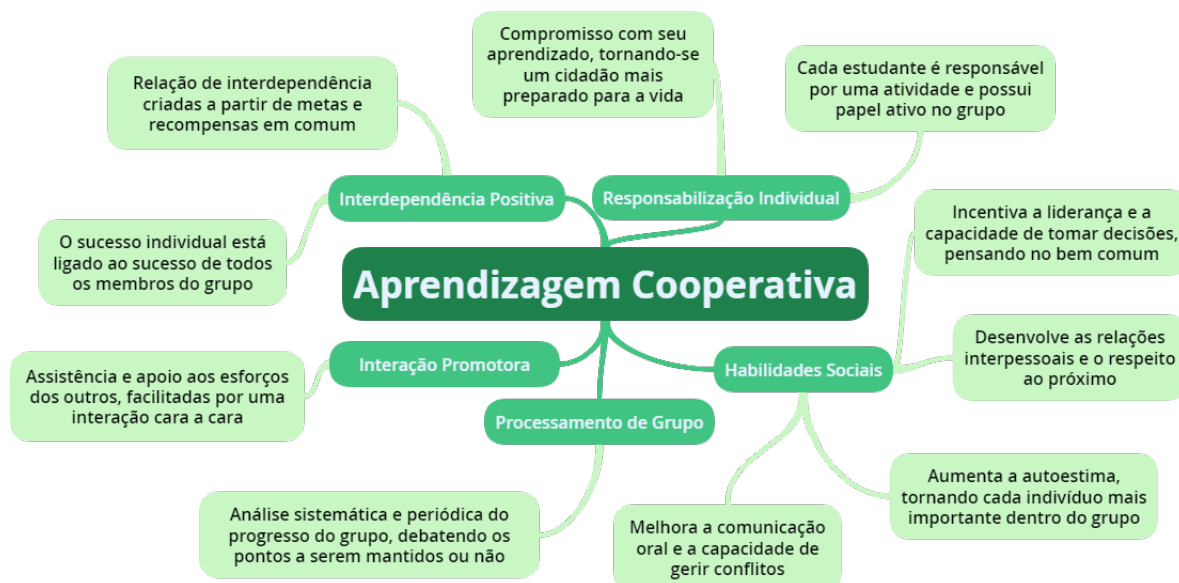 Compromisso com seu
aprendizado, tornando-se
um cidadão mais
preparado para a vida
Relação de interdependência
criadas a partir de metas e
recompensas em comum
Cada estudante é responsável
por uma atividade e possui
papel ativo no grupo
Interdependência Positiva
Responsabilização Individual
O sucesso individual está
ligado ao sucesso de todos
os membros do grupo
Incentiva a liderança e a
capacidade de tomar decisões,
pensando no bem comum
Aprendizagem Cooperativa
Interação Promotora
Habilidades Sociais
Desenvolve as relações
interpessoais e o respeito
ao próximo
Assistência e apoio aos esforços
dos outros, facilitadas por uma
interação cara a cara
Processamento de Grupo
Análise sistemática e periódica do
progresso do grupo, debatendo os
pontos a serem mantidos ou não
Melhora a comunicação
oral e a capacidade de
gerir conflitos
Aumenta a autoestima,
tornando cada indivíduo mais
importante dentro do grupo